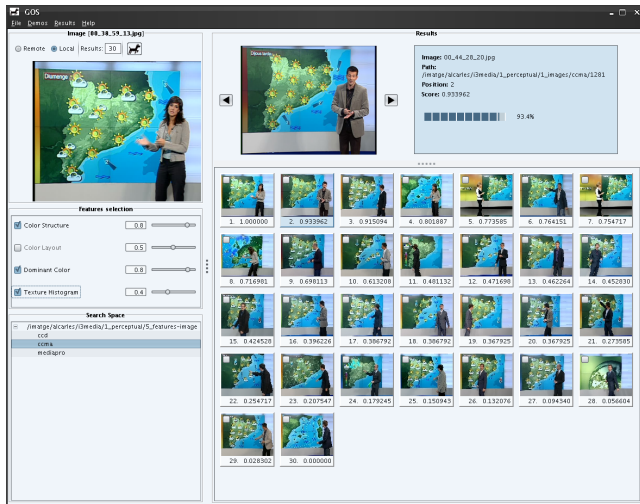 GOS
File Demos Results Help
Image [00_38_59_13.jpg]
Remote Local Results: 30
Diumenge
Features selection
Color Structure 0.8
Color Layout 0.5
Dominant Color 0.8
Texture Histogram 0.4
Search Space
/imatge/alcarles/i3media/1_perceptual/5_features-image
ccd
ccma
mediapro
Results
Image: 00_44_28_20.jpg
Path:
/imatge/alcarles/i3media/1_perceptual/1_images/ccma/1281
Position: 2
Score: 0.933962
93.4%
1. 1.000000 2. 0.933962 3. 0.915094 4. 0.801887 5. 0.773585 6. 0.764151 7. 0.754717
8. 0.716981 9. 0.698113 10. 0.613208 11. 0.481132 12. 0.471698 13. 0.462264 14. 0.452830
15. 0.424528 16. 0.396226 17. 0.386792 18. 0.386792 19. 0.367925 20. 0.367925 21. 0.273585
22. 0.254717 23. 0.207547 24. 0.179245 25. 0.150943 26. 0.132076 27. 0.094340 28. 0.056604
29. 0.028302 30. 0.000000